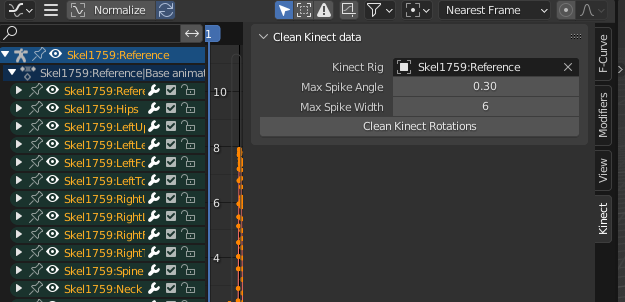 Normalize
Nearest Frame
1
Skel1759:Reference
Skel1759:Reference|Base animat
Skel1759:Refere
Skel1759:Hips
Skel1759:LeftUp
Skel1759:LeftLe
Skel1759:LeftFo
Skel1759:LeftTo
Skel1759:RightU
Skel1759:RightL
Skel1759:RightF
Skel1759:RightT
Skel1759:Spine
Skel1759:Neck
10
8
6
4
Clean Kinect data
Kinect Rig
Skel1759:Reference
Max Spike Angle
0.30
Max Spike Width
6
Clean Kinect Rotations
F-Curve
Modifiers
View
Kinect